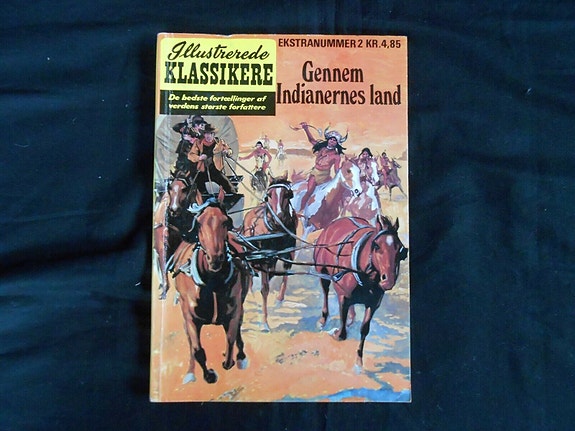 Illustrerede
KLASSIKERE
De bedste fortællinger af
verdens største forfattere
EKSTRANUMMER 2 KR. 4,85
Gennem
Indianernes land